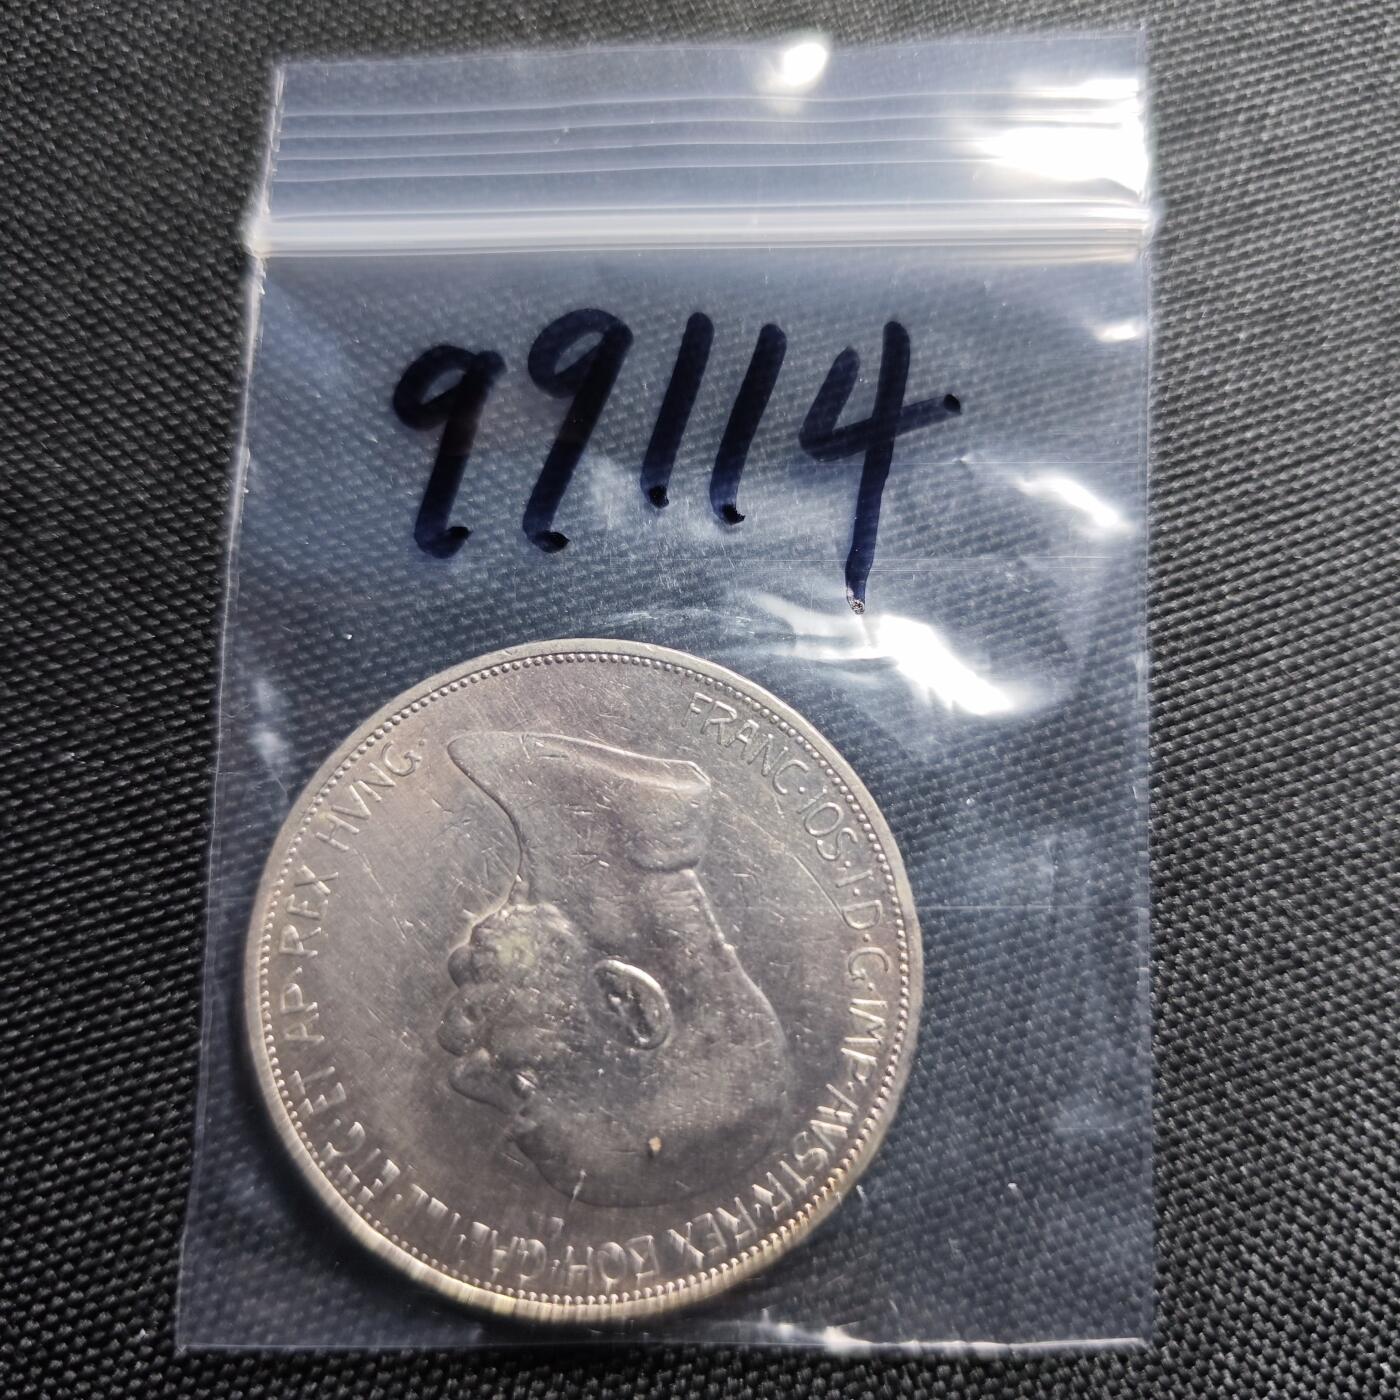 99114
FRANC·IOS·I·D·G·IMP·AVSTR·REX BOH·GAL·ILL·ETC·ET AP·REX HVNG·